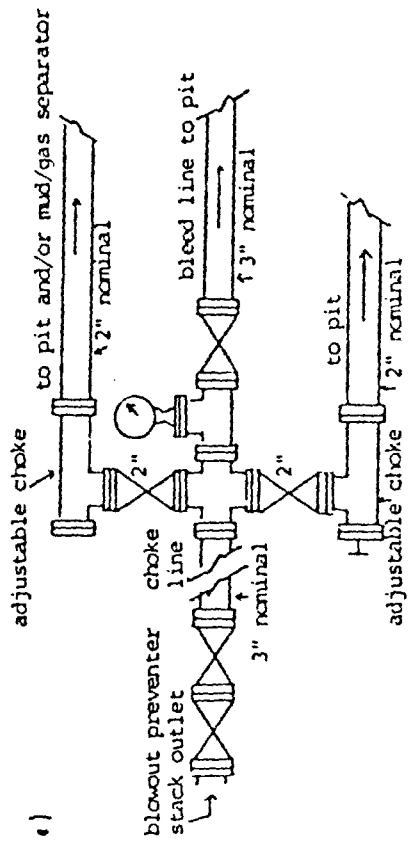 e)
adjustable choke
to pit and/or mud/gas separator
2" nominal
2"
blowout preventer
stack outlet
choke
line
bleed line to pit
3" nominal
3" nominal
2"
to pit
2" nominal
adjustable choke